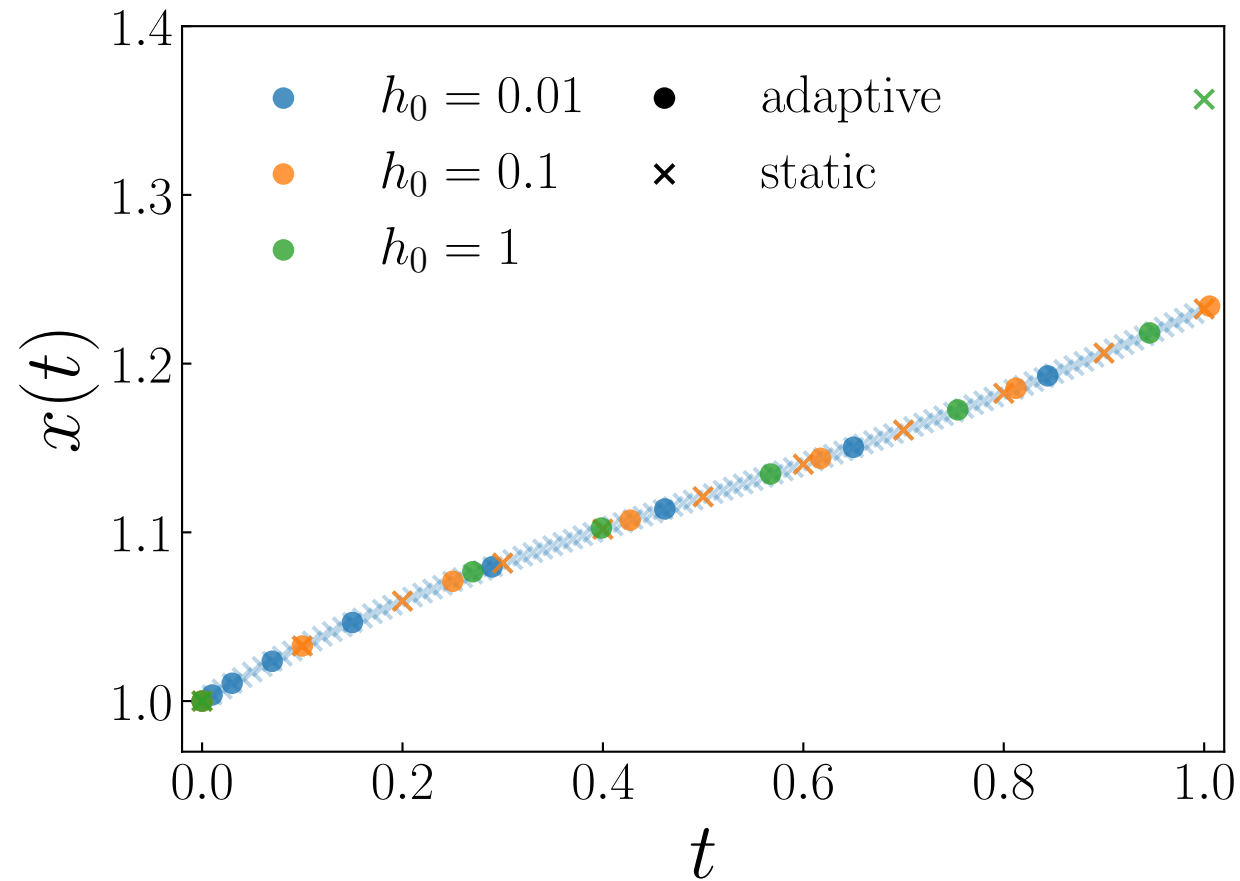 1.4
1.3
1.2
1.1
1.0
x(t)
h₀ = 0.01
h₀ = 0.1
h₀ = 1
adaptive
static
0.0 0.2 0.4 0.6 0.8 1.0
t